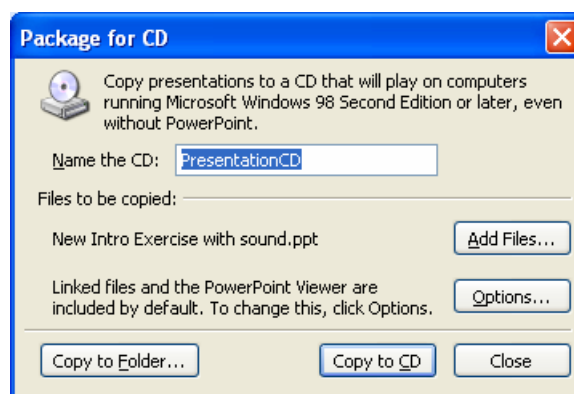 Package for CD
Copy presentations to a CD that will play on computers
running Microsoft Windows 98 Second Edition or later, even
without PowerPoint.
Name the CD: PresentationCD
Files to be copied:
New Intro Exercise with sound.ppt
Add Files...
Linked files and the PowerPoint Viewer are
included by default. To change this, click Options.
Options...
Copy to Folder... Copy to CD Close